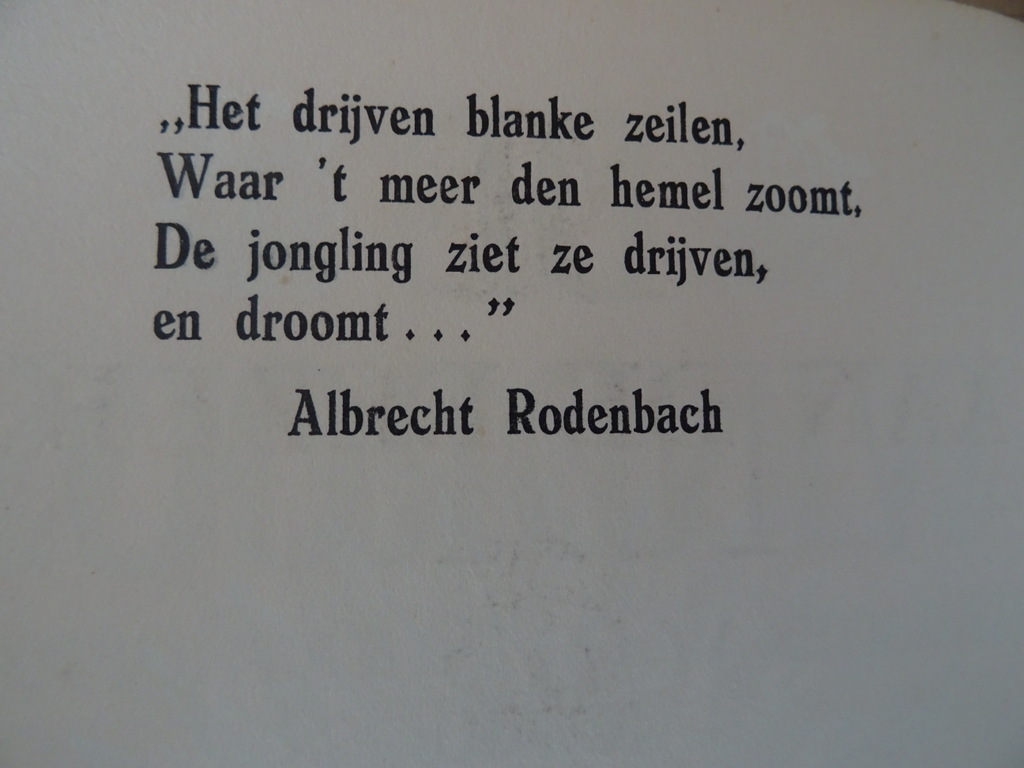 „Het drijven blanke zeilen,
Waar 't meer den hemel zoomt,
De jongling ziet ze drijven,
en droomt . . .”
Albrecht Rodenbach